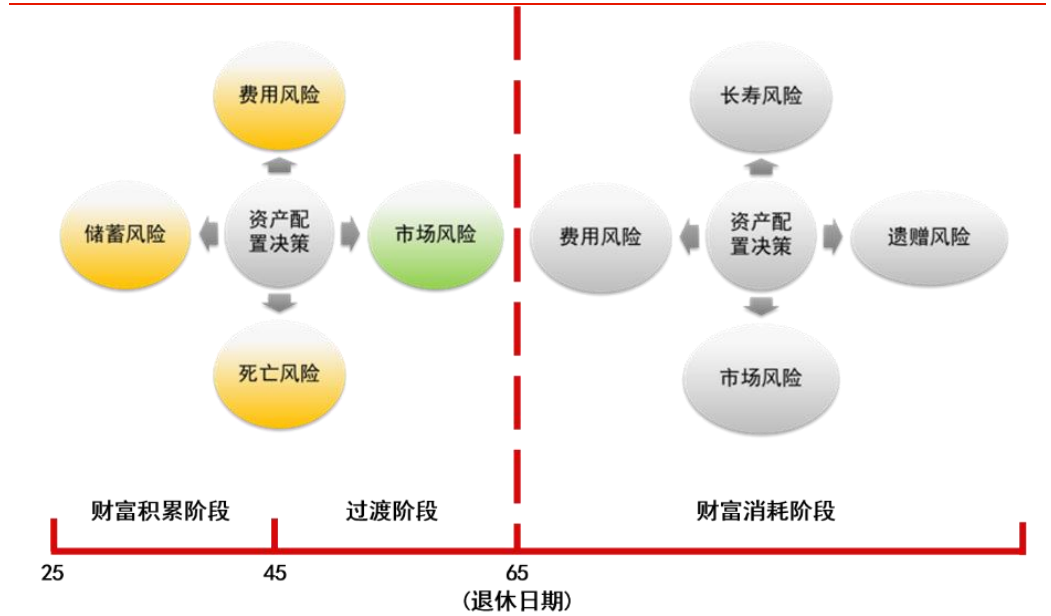 费用风险
储蓄风险
资产配
置决策
市场风险
死亡风险
长寿风险
费用风险
资产配
置决策
遗赠风险
市场风险
财富积累阶段
过渡阶段
财富消耗阶段
25
45
65
(退休日期)